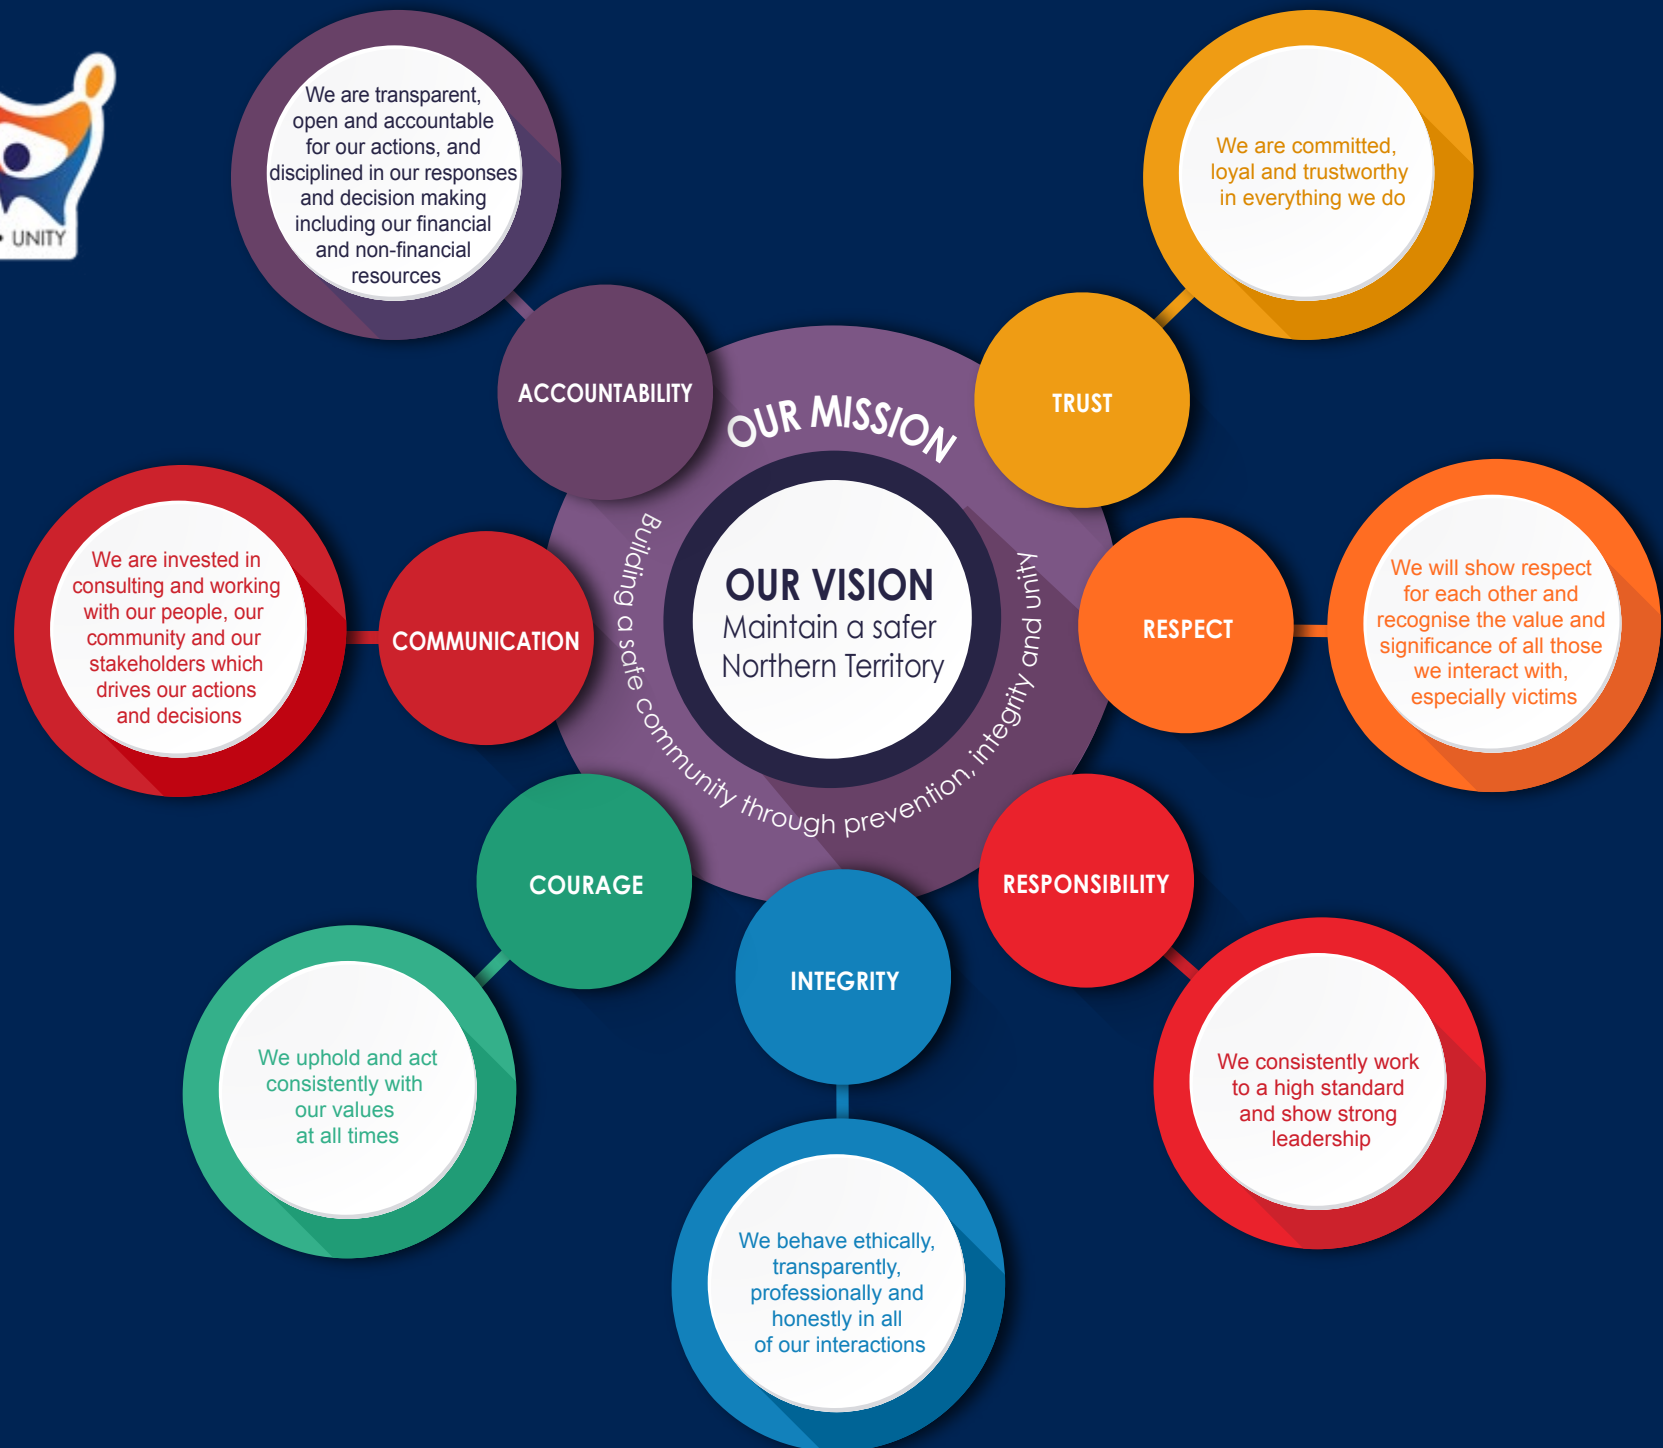 UNITY
We are transparent,
open and accountable
for our actions, and
disciplined in our responses
and decision making
including our financial
and non-financial
resources
ACCOUNTABILITY
We are committed,
loyal and trustworthy
in everything we do
TRUST
OUR MISSION
Building a safe community through prevention, integrity and unity
OUR VISION
Maintain a safer
Northern Territory
We are invested in
consulting and working
with our people, our
community and our
stakeholders which
drives our actions
and decisions
COMMUNICATION
RESPECT
We will show respect
for each other and
recognise the value and
significance of all those
we interact with,
especially victims
COURAGE
We uphold and act
consistently with
our values
at all times
INTEGRITY
We behave ethically,
transparently,
professionally and
honestly in all
of our interactions
RESPONSIBILITY
We consistently work
to a high standard
and show strong
leadership